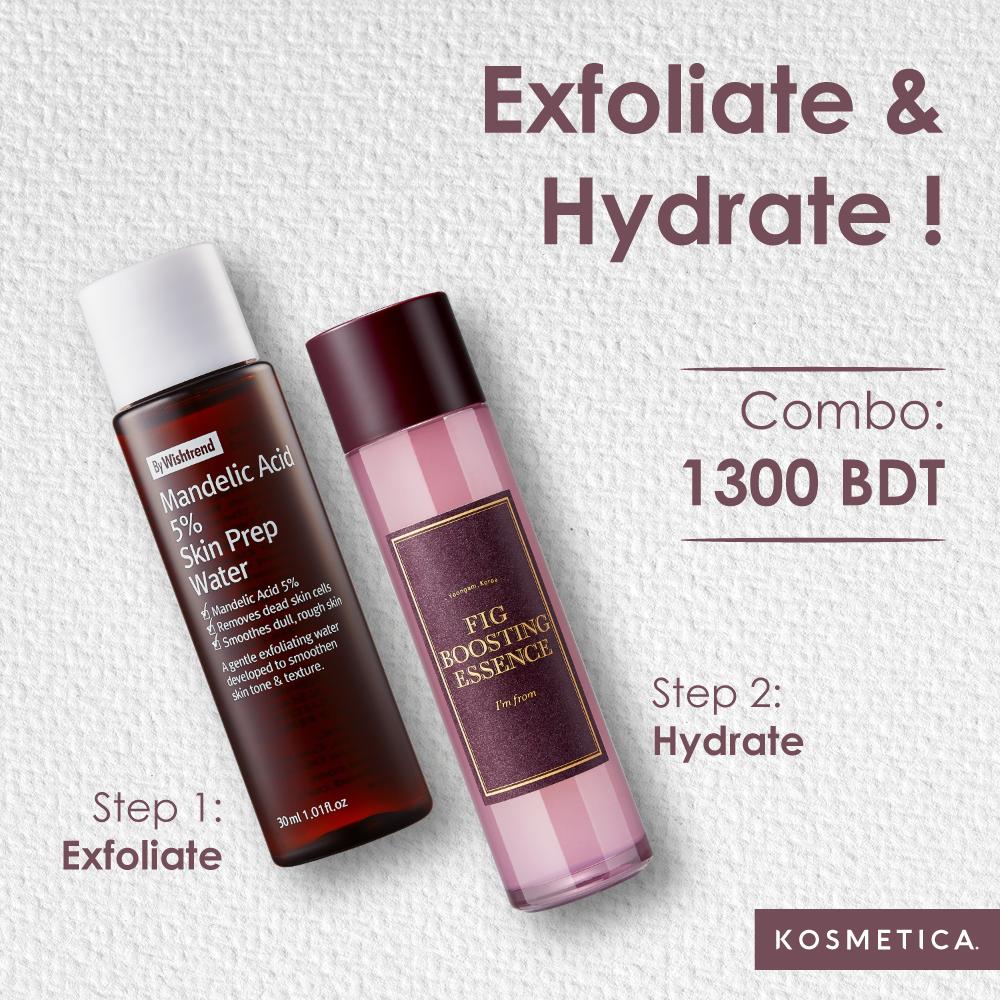 Exfoliate &
Hydrate !
Combo:
1300 BDT
By Wishtrend
Mandelic Acid
5%
Skin Prep
Water
Mandelic Acid 5%
Removes dead skin cells
Smoothes dull, rough skin
A gentle exfoliating water
developed to smoothen
skin tone & texture.
30ml 1.01fl.oz
Yeongam, Korea
FIG
BOOSTING
ESSENCE
I'm from
Step 2:
Hydrate
Step 1:
Exfoliate
KOSMETICA.